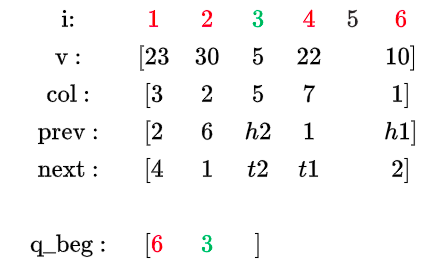 i: 1 2 3 4 5 6
v : [23 30 5 22 10]
col : [3 2 5 7 1]
prev : [2 6 h2 1 h1]
next : [4 1 t2 t1 2]
q_beg : [6 3 ]